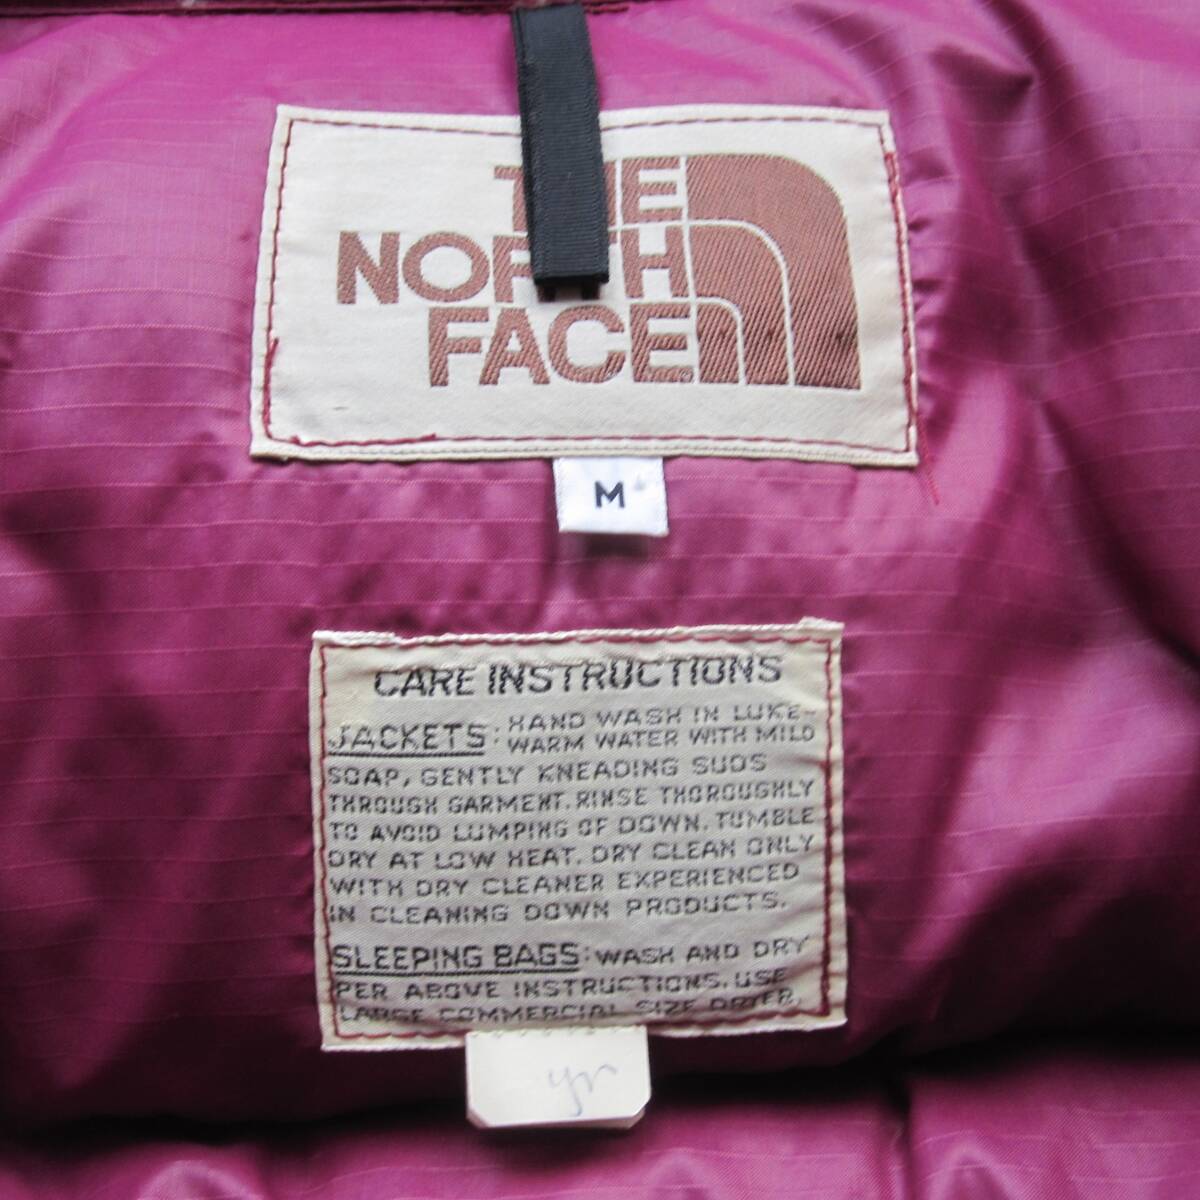 THE
NORTH
FACE
M
CARE INSTRUCTIONS
JACKETS: HAND WASH IN LUKE-
WARM WATER WITH MILD
SOAP, GENTLY KNEADING SUDS
THROUGH GARMENT. RINSE THOROUGHLY
TO AVOID LUMPING OF DOWN. TUMBLE
DRY AT LOW HEAT. DRY CLEAN ONLY
WITH DRY CLEANER EXPERIENCED
IN CLEANING DOWN PRODUCTS.
SLEEPING BAGS: WASH AND DRY
PER ABOVE INSTRUCTIONS. USE
LARGE COMMERCIAL SIZE DRYER.